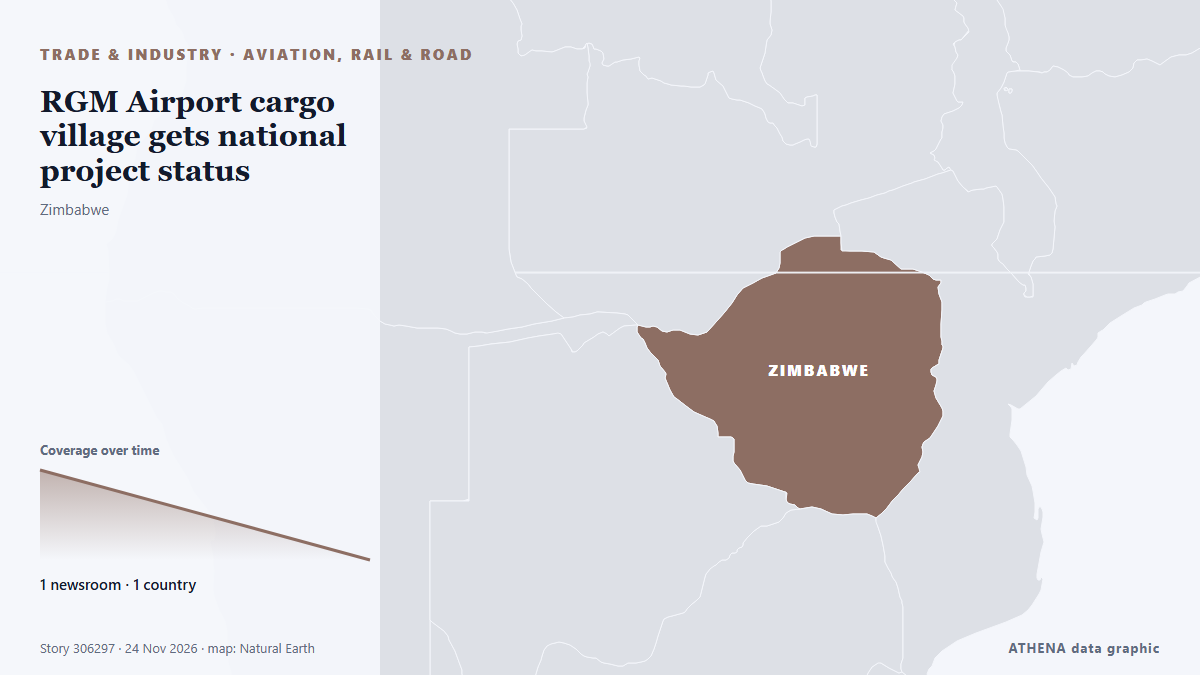 TRADE & INDUSTRY · AVIATION, RAIL & ROAD
RGM Airport cargo
village gets national
project status
Zimbabwe
ZIMBABWE
Coverage over time
1 newsroom · 1 country
Story 306297 · 24 Nov 2026 · map: Natural Earth
ATHENA data graphic